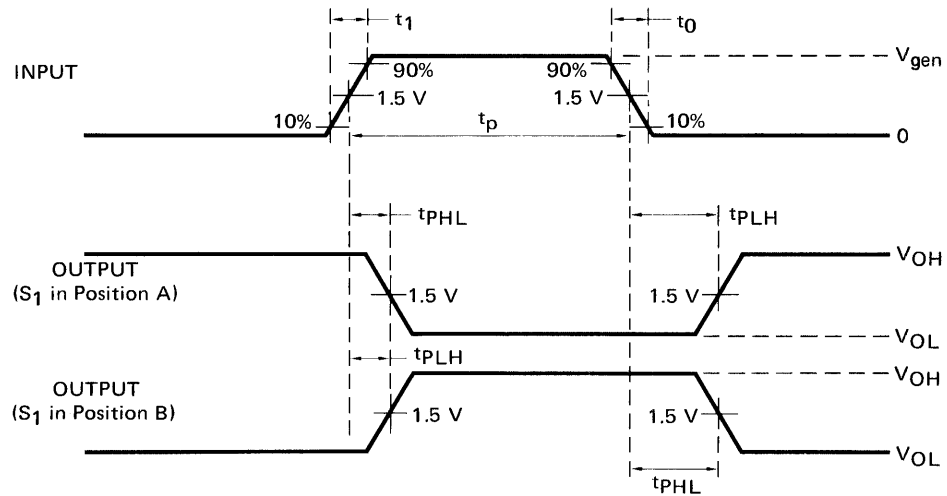 t1
t0
INPUT
Vgen
90%
90%
1.5 V
1.5 V
10%
tp
10%
0
tPHL
tPLH
OUTPUT
(S1 in Position A)
VOH
1.5 V
1.5 V
VOL
tPLH
VOH
OUTPUT
(S1 in Position B)
1.5 V
1.5 V
VOL
tPHL